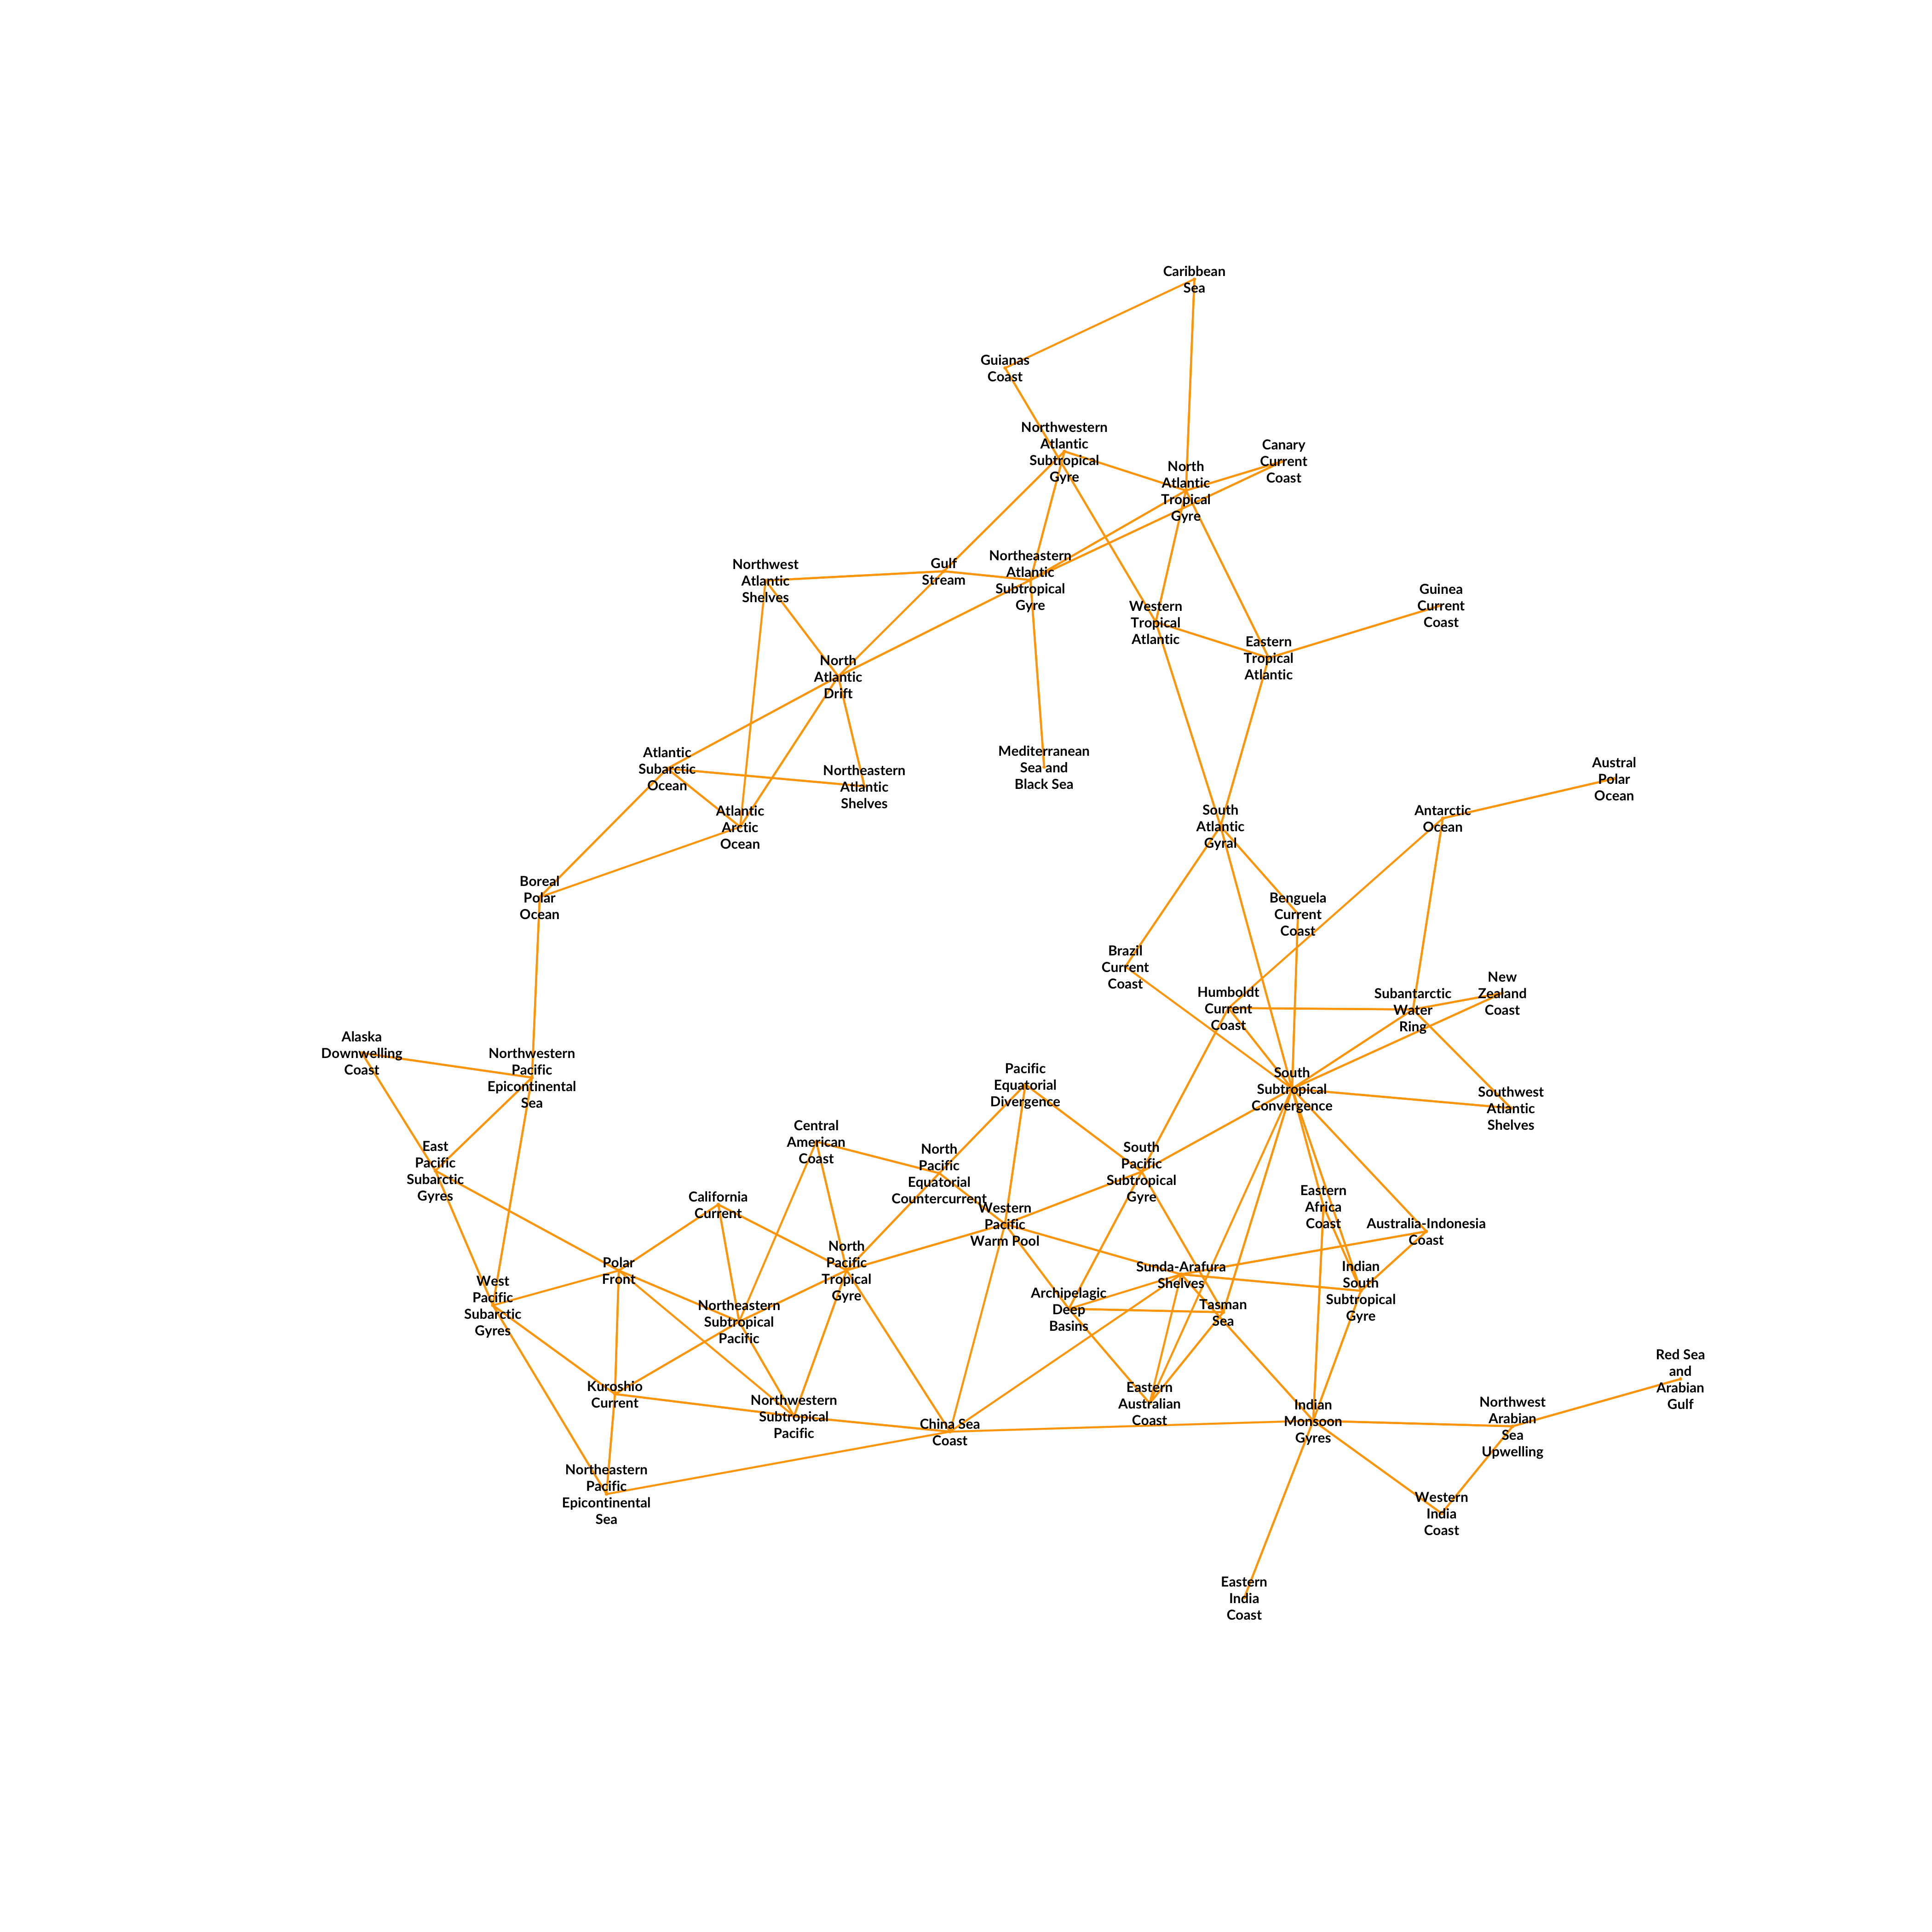 Caribbean
Sea
Guianas
Coast
Northwestern
Atlantic
Subtropical
Gyre
Canary
Current
Coast
North
Atlantic
Tropical
Gyre
Northwest
Atlantic
Shelves
Gulf
Stream
Northeastern
Atlantic
Subtropical
Gyre
Western
Tropical
Atlantic
Guinea
Current
Coast
Eastern
Tropical
Atlantic
North
Atlantic
Drift
Atlantic
Subarctic
Ocean
Northeastern
Atlantic
Shelves
Mediterranean
Sea and
Black Sea
Austral
Polar
Ocean
Atlantic
Arctic
Ocean
South
Atlantic
Gyral
Antarctic
Ocean
Boreal
Polar
Ocean
Benguela
Current
Coast
Brazil
Current
Coast
Humboldt
Current
Coast
Subantarctic
Water
Ring
New
Zealand
Coast
Alaska
Downwelling
Coast
Northwestern
Pacific
Epicontinental
Sea
Pacific
Equatorial
Divergence
South
Subtropical
Convergence
Southwest
Atlantic
Shelves
Central
American
Coast
East
Pacific
Subarctic
Gyres
North
Pacific
Equatorial
Countercurrent
South
Pacific
Subtropical
Gyre
California
Current
Western
Pacific
Warm Pool
Eastern
Africa
Coast
Australia-Indonesia
Coast
Polar
Front
North
Pacific
Tropical
Gyre
Sunda-Arafura
Shelves
Indian
South
Subtropical
Gyre
West
Pacific
Subarctic
Gyres
Northeastern
Subtropical
Pacific
Archipelagic
Deep
Basins
Tasman
Sea
Kuroshio
Current
Northwestern
Subtropical
Pacific
China Sea
Coast
Eastern
Australian
Coast
Indian
Monsoon
Gyres
Northwest
Arabian
Sea
Upwelling
Red Sea
and
Arabian
Gulf
Northeastern
Pacific
Epicontinental
Sea
Western
India
Coast
Eastern
India
Coast